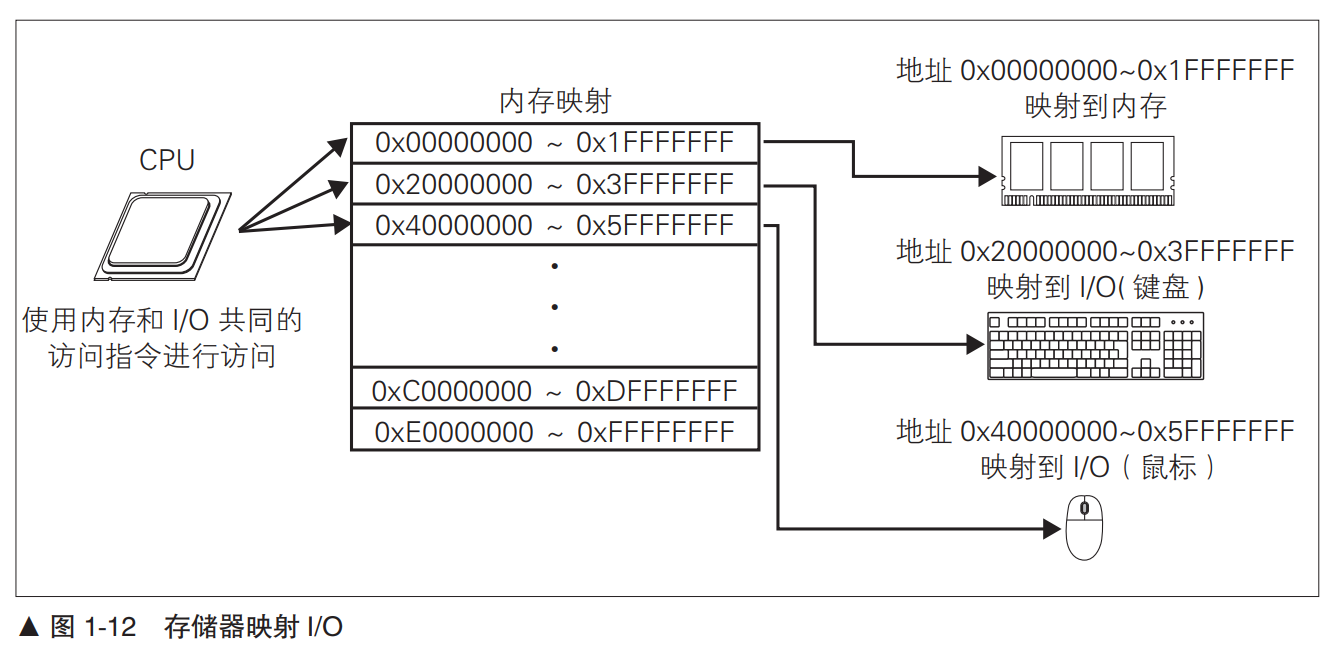 CPU
使用内存和 I/O 共同的
访问指令进行访问
内存映射
0x00000000 ~ 0x1FFFFFFF
0x20000000 ~ 0x3FFFFFFF
0x40000000 ~ 0x5FFFFFFF
0xC0000000 ~ 0xDFFFFFFF
0xE0000000 ~ 0xFFFFFFFF
地址 0x00000000~0x1FFFFFFF
映射到内存
地址 0x20000000~0x3FFFFFFF
映射到 I/O( 键盘 )
地址 0x40000000~0x5FFFFFFF
映射到 I/O ( 鼠标 )
▲ 图 1-12 存储器映射 I/O